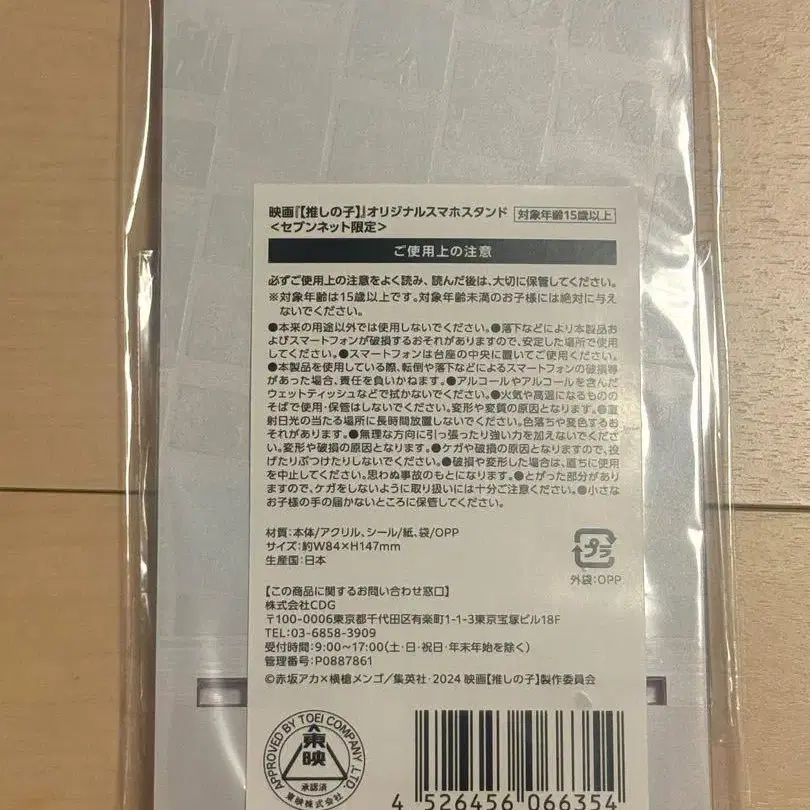 映画『【推しの子】』オリジナルスマホスタンド 対象年齢15歳以上
<セブンネット限定>
ご使用上の注意
必ずご使用上の注意をよく読み、読んだ後は、大切に保管してください。
※対象年齢は15歳以上です。対象年齢未満のお子様には絶対に与え
ないでください。
●本来の用途以外では使用しないでください。●落下などにより本製品お
よびスマートフォンが破損するおそれがありますので、安定した場所で使用
してください。●スマートフォンは台座の中央に置いてご使用ください。
●本製品を使用している際、転倒や落下などによるスマートフォンの破損等
があった場合、責任を負いかねます。●アルコールやアルコールを含んだ
ウェットティッシュなどで拭かないでください。●火気や高温になるものの
そばで使用・保管はしないでください。変形や変質の原因となります。●直
射日光の当たる場所に長時間放置しないでください。色落ちや変色するお
それがあります。●無理な方向に引っ張ったり強い力を加えないでくださ
い。変形や破損の原因となります。●ケガや破損の原因となりますので、投
げたりぶつけたりしないでください。●破損や変形した場合は、直ちに使用
を中止してください。思わぬ事故のもとになります。●とがった部分があり
ますので、ケガをしないように取り扱いには十分ご注意ください。●小さな
お子様の手の届かないところに保管してください。
材質:本体/アクリル、シール/紙、袋/OPP
サイズ:約W84×H147mm
生産国:日本
プラ
外袋:OPP
【この商品に関するお問い合わせ窓口】
株式会社CDG
〒100-0006東京都千代田区有楽町1-1-3東京宝塚ビル18F
TEL:03-6858-3909
受付時間:9:00~17:00(土・日・祝日・年末年始を除く)
管理番号:P0887861
©赤坂アカ×横槍メンゴ/集英社・2024 映画【推しの子】製作委員会
APPROVED BY TOEI COMPANY, LTD.
東映
承認済
東映株式会社
4 526456 066354